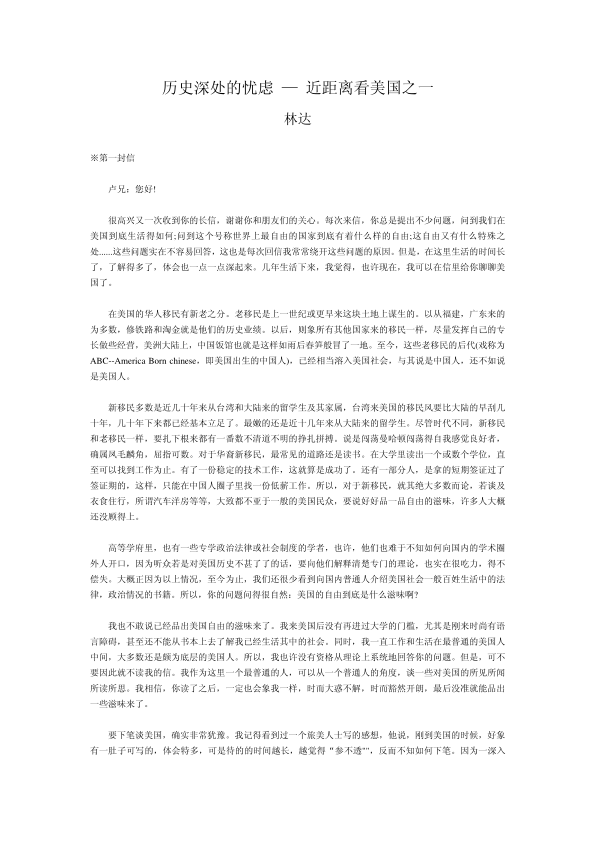 历史深处的忧虑 — 近距离看美国之一
林达
※第一封信
卢兄：您好!
很高兴又一次收到你的长信，谢谢你和朋友们的关心。每次来信，你总是提出不少问题，问到我们在
美国到底生活得如何;问到这个号称世界上最自由的国家到底有着什么样的自由;这自由又有什么特殊之
处......这些问题实在不容易回答，这也是每次回信我常常绕开这些问题的原因。但是，在这里生活的时间长
了，了解得多了，体会也一点一点深起来。几年生活下来，我觉得，也许现在，我可以在信里给你聊聊美
国了。
在美国的华人移民有新老之分。老移民是上一世纪或更早来这块土地上谋生的。以从福建，广东来的
为多数，修铁路和淘金就是他们的历史业绩。以后，则象所有其他国家来的移民一样，尽量发挥自己的专
长做些经营，美洲大陆上，中国饭馆也就是这样如雨后春笋般冒了一地。至今，这些老移民的后代(戏称为
ABC--America Born chinese，即美国出生的中国人)，已经相当溶入美国社会，与其说是中国人，还不如说
是美国人。
新移民多数是近几十年来从台湾和大陆来的留学生及其家属，台湾来美国的移民风要比大陆的早刮几
十年，几十年下来都已经基本立足了。最嫩的还是近十几年来从大陆来的留学生。尽管时代不同，新移民
和老移民一样，要扎下根来都有一番数不清道不明的挣扎拼搏。说是闯荡曼哈顿闯荡得自我感觉良好者，
确属凤毛麟角，屈指可数。对于华裔新移民，最常见的道路还是读书。在大学里读出一个或数个学位，直
至可以找到工作为止。有了一份稳定的技术工作，这就算是成功了。还有一部分人，是拿的短期签证过了
签证期的，这样，只能在中国人圈子里找一份低薪工作。所以，对于新移民，就其绝大多数而论，若谈及
衣食住行，所谓汽车洋房等等，大致都不亚于一般的美国民众，要说好好品一品自由的滋味，许多人大概
还没顾得上。
高等学府里，也有一些专学政治法律或社会制度的学者，也许，他们也难于不知如何向国内的学术圈
外人开口，因为听众若是对美国历史不甚了了的话，要向他们解释清楚专门的理论，也实在很吃力，得不
偿失。大概正因为以上情况，至今为止，我们还很少看到向国内普通人介绍美国社会一般百姓生活中的法
律，政治情况的书籍。所以，你的问题问得很自然：美国的自由到底是什么滋味啊?
我也不敢说已经品出美国自由的滋味来了。我来美国后没有再进过大学的门槛，尤其是刚来时尚有语
言障碍，甚至还不能从书本上去了解我已经生活其中的社会。同时，我一直工作和生活在最普通的美国人
中间，大多数还是颇为底层的美国人。所以，我也许没有资格从理论上系统地回答你的问题。但是，可不
要因此就不读我的信。我作为这里一个最普通的人，可以从一个普通人的角度，谈一些对美国的所见所闻
所读所思。我相信，你读了之后，一定也会象我一样，时而大惑不解，时而豁然开朗，最后没准就能品出
一些滋味来了。
要下笔谈美国，确实非常犹豫。我记得看到过一个旅美人士写的感想，他说，刚到美国的时候，好象
有一肚子可写的，体会特多，可是待的的时间越长，越觉得“参不透"”，反而不知如何下笔。因为一深入